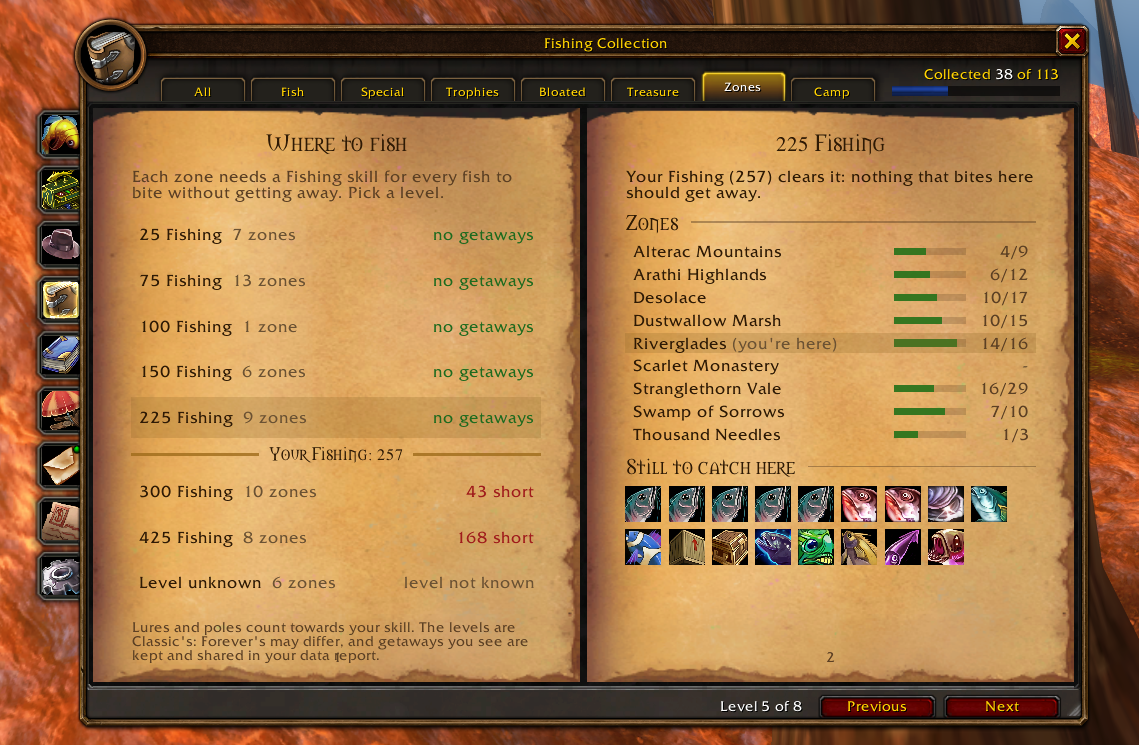 Fishing Collection
Collected 38 of 113
All
Fish
Special
Trophies
Bloated
Treasure
Zones
Camp
Where to fish
Each zone needs a Fishing skill for every fish to
bite without getting away. Pick a level.
25 Fishing 7 zones no getaways
75 Fishing 13 zones no getaways
100 Fishing 1 zone no getaways
150 Fishing 6 zones no getaways
225 Fishing 9 zones no getaways
Your Fishing: 257
300 Fishing 10 zones 43 short
425 Fishing 8 zones 168 short
Level unknown 6 zones level not known
Lures and poles count towards your skill. The levels are
Classic's: Forever's may differ, and getaways you see are
kept and shared in your data report.
225 Fishing
Your Fishing (257) clears it: nothing that bites here
should get away.
Zones
Alterac Mountains 4/9
Arathi Highlands 6/12
Desolace 10/17
Dustwallow Marsh 10/15
Riverglades (you're here) 14/16
Scarlet Monastery -
Stranglethorn Vale 16/29
Swamp of Sorrows 7/10
Thousand Needles 1/3
Still to catch here
2
Level 5 of 8
Previous
Next